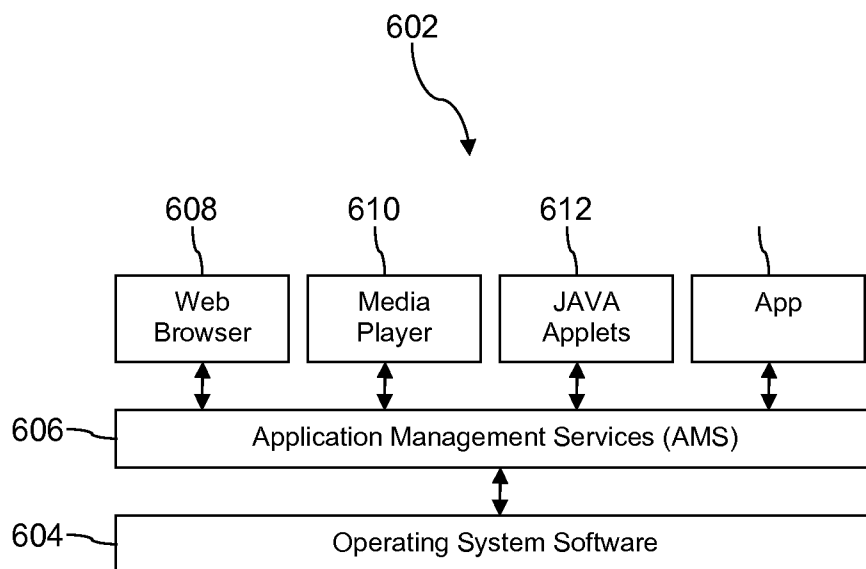 602
608
610
612
Web
Browser
Media
Player
JAVA
Applets
App
606
Application Management Services (AMS)
604
Operating System Software